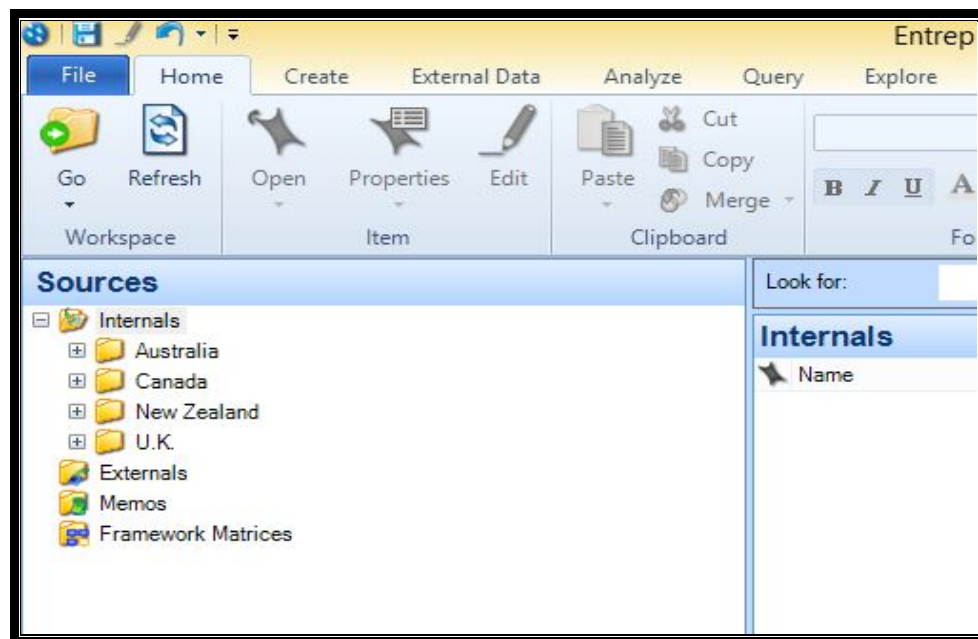 Entrep
File Home Create External Data Analyze Query Explore
Go Refresh Open Properties Edit Paste Cut Copy Merge B I U A
Workspace Item Clipboard Fo
Sources
Internals
Australia
Canada
New Zealand
U.K.
Externals
Memos
Framework Matrices
Look for:
Internals
Name